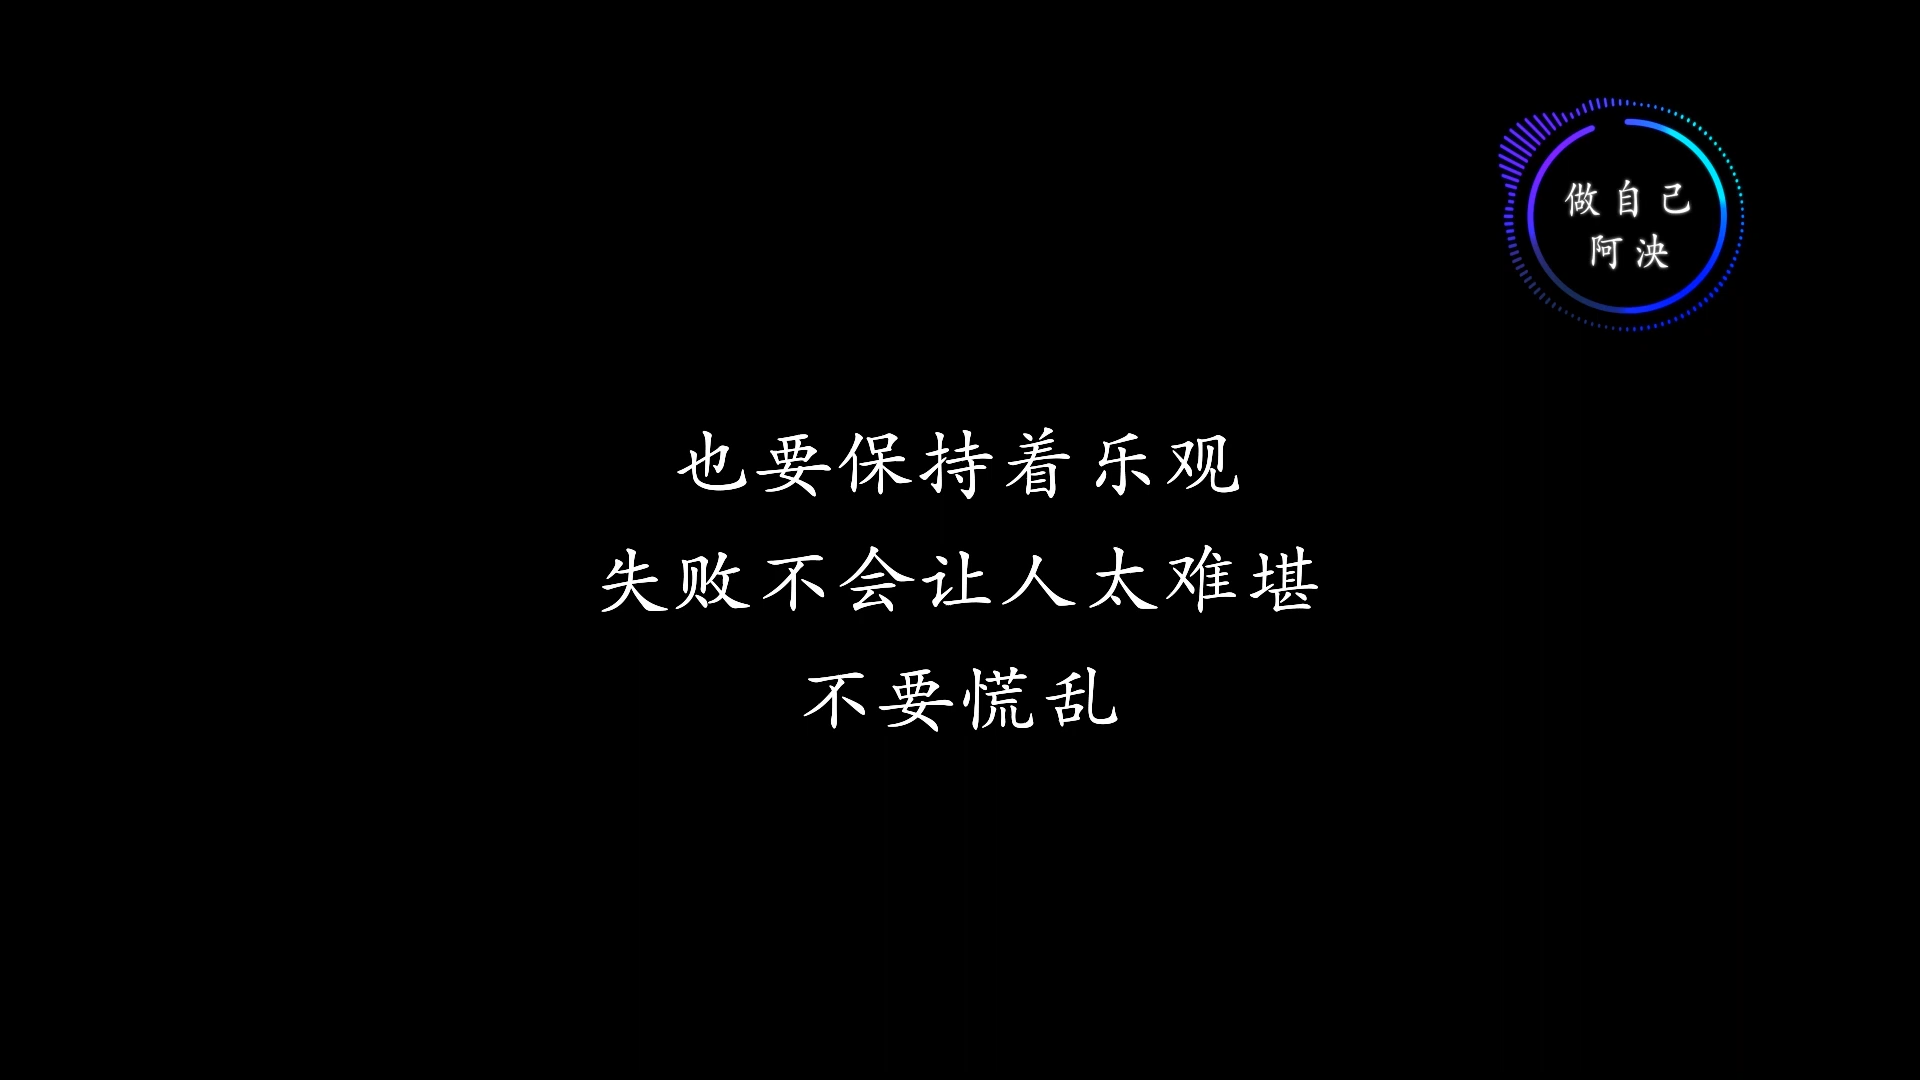 做自己
阿泱
也要保持着乐观
失败不会让人太难堪
不要慌乱